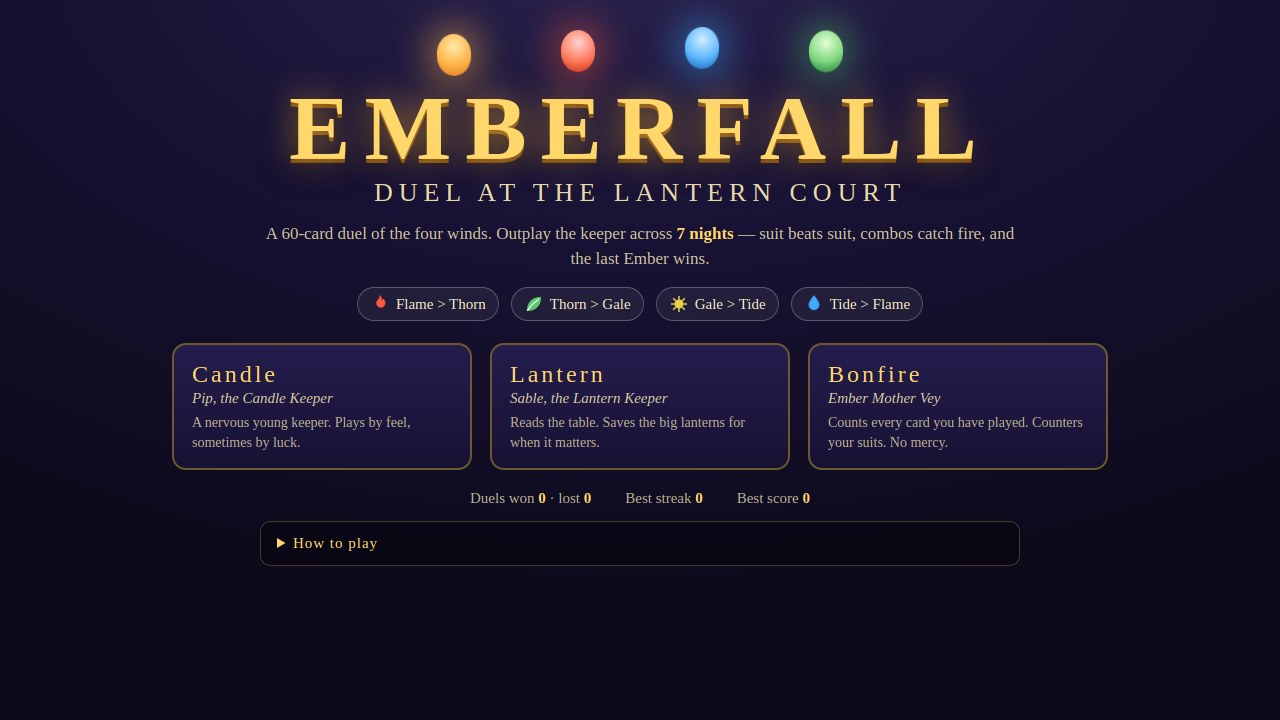 EMBERFALL
DUEL AT THE LANTERN COURT
A 60-card duel of the four winds. Outplay the keeper across 7 nights — suit beats suit, combos catch fire, and
the last Ember wins.
Flame > Thorn
Thorn > Gale
Gale > Tide
Tide > Flame
Candle
Pip, the Candle Keeper
A nervous young keeper. Plays by feel,
sometimes by luck.
Lantern
Sable, the Lantern Keeper
Reads the table. Saves the big lanterns for
when it matters.
Bonfire
Ember Mother Vey
Counts every card you have played. Counters
your suits. No mercy.
Duels won 0 · lost 0
Best streak 0
Best score 0
How to play